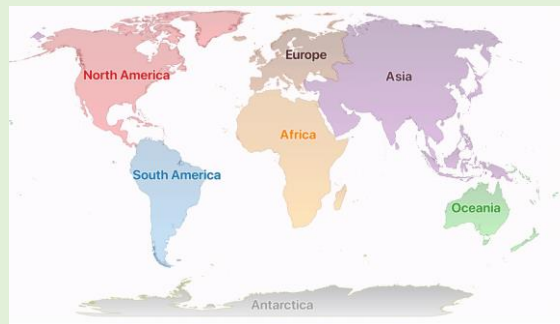 Europe
North America
Asia
Africa
South America
Oceania
Antarctica